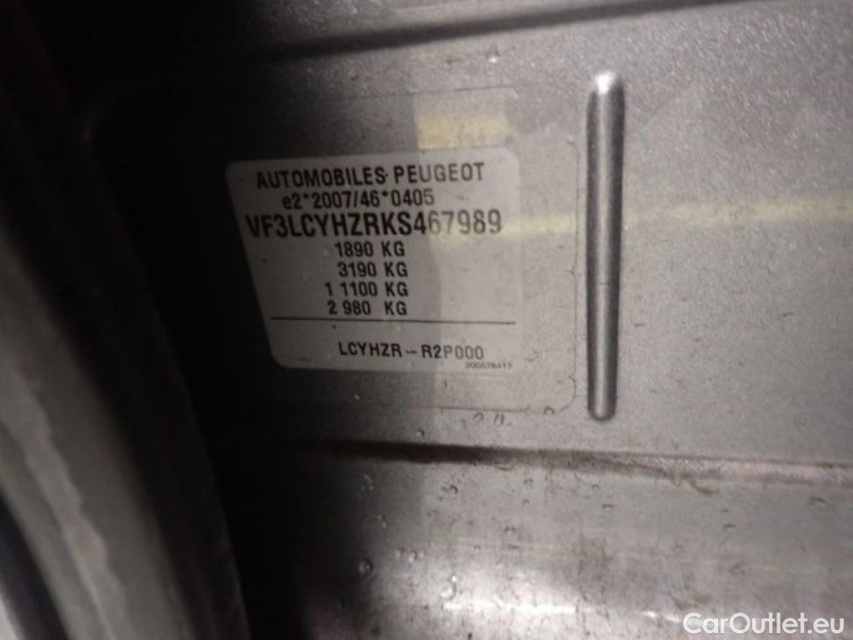 AUTOMOBILES PEUGEOT
e2*2007/46*0405
VF3LCYHZRKS467989
1890 KG
3190 KG
1 1100 KG
2 980 KG
LCYHZR-R2P000
CarOutlet.eu